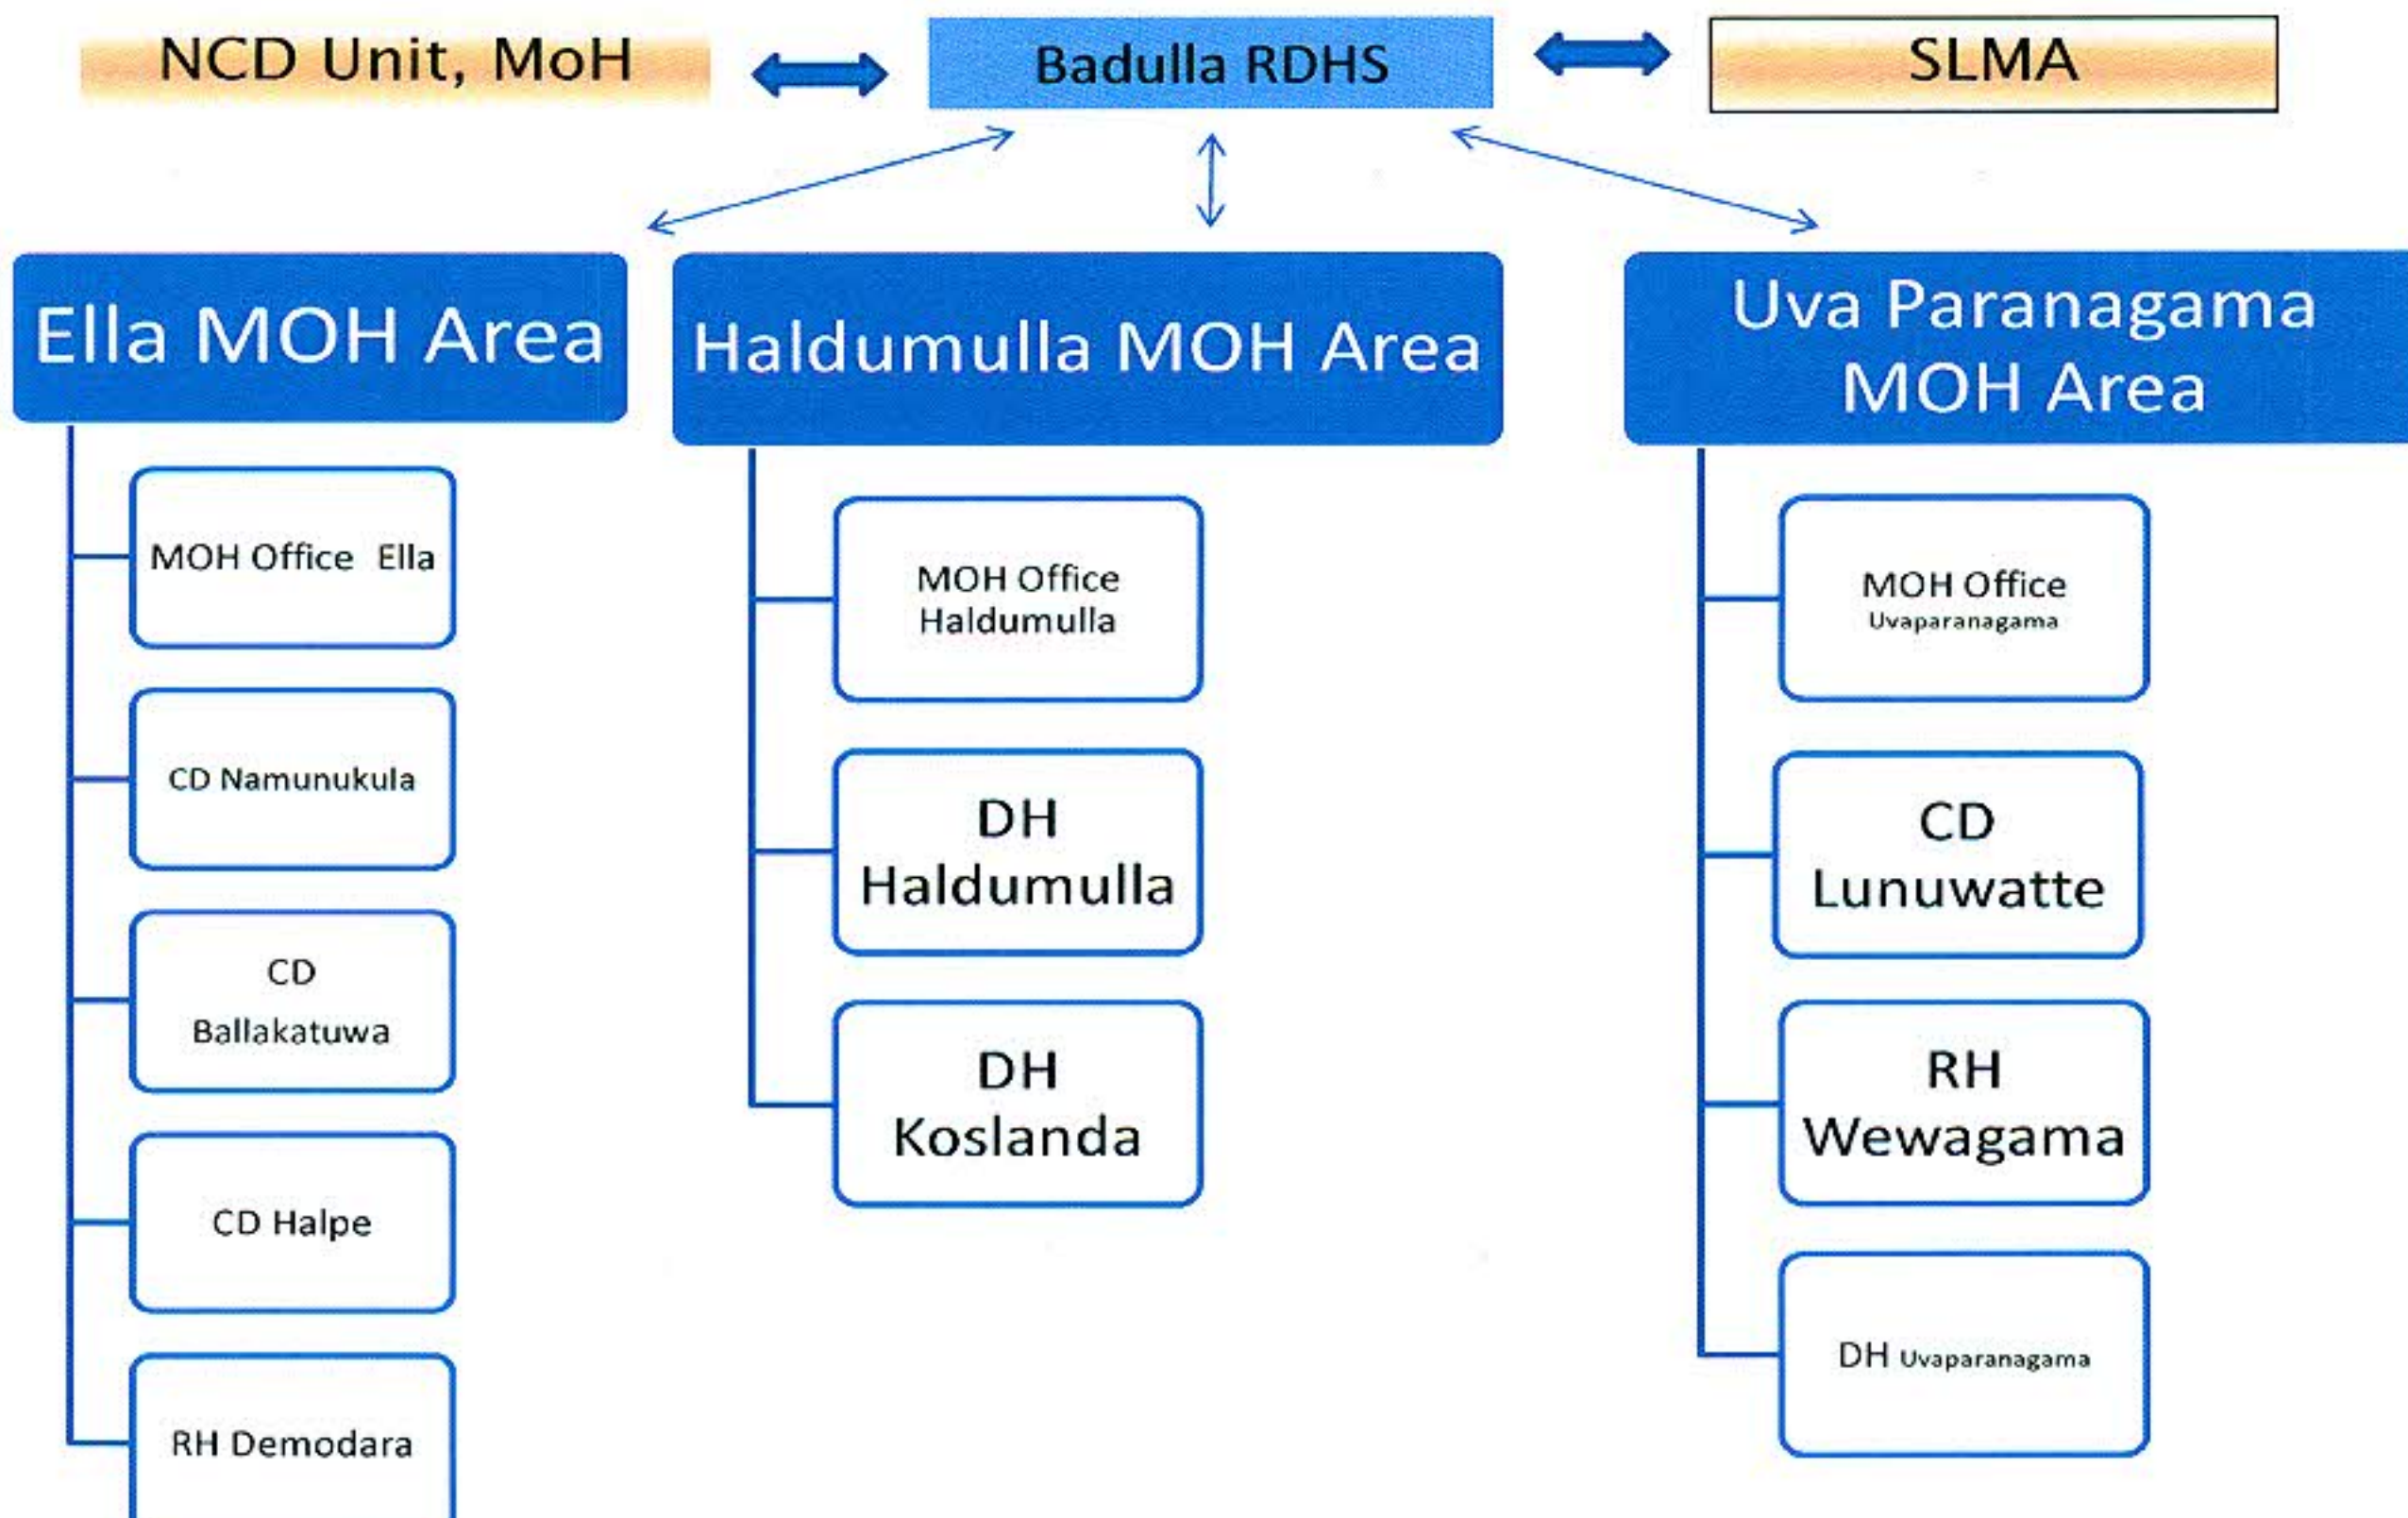 NCD Unit, MoH
Badulla RDHS
SLMA
Ella MOH Area
MOH Office Ella
CD Namunukula
CD
Ballakatuwa
CD Halpe
RH Demodara
Haldumulla MOH Area
MOH Office
Haldumulla
DH
Haldumulla
DH
Koslanda
Uva Paranagama
MOH Area
MOH Office
Uvaparanagama
CD
Lunuwatte
RH
Wewagama
DH Uvaparanagama